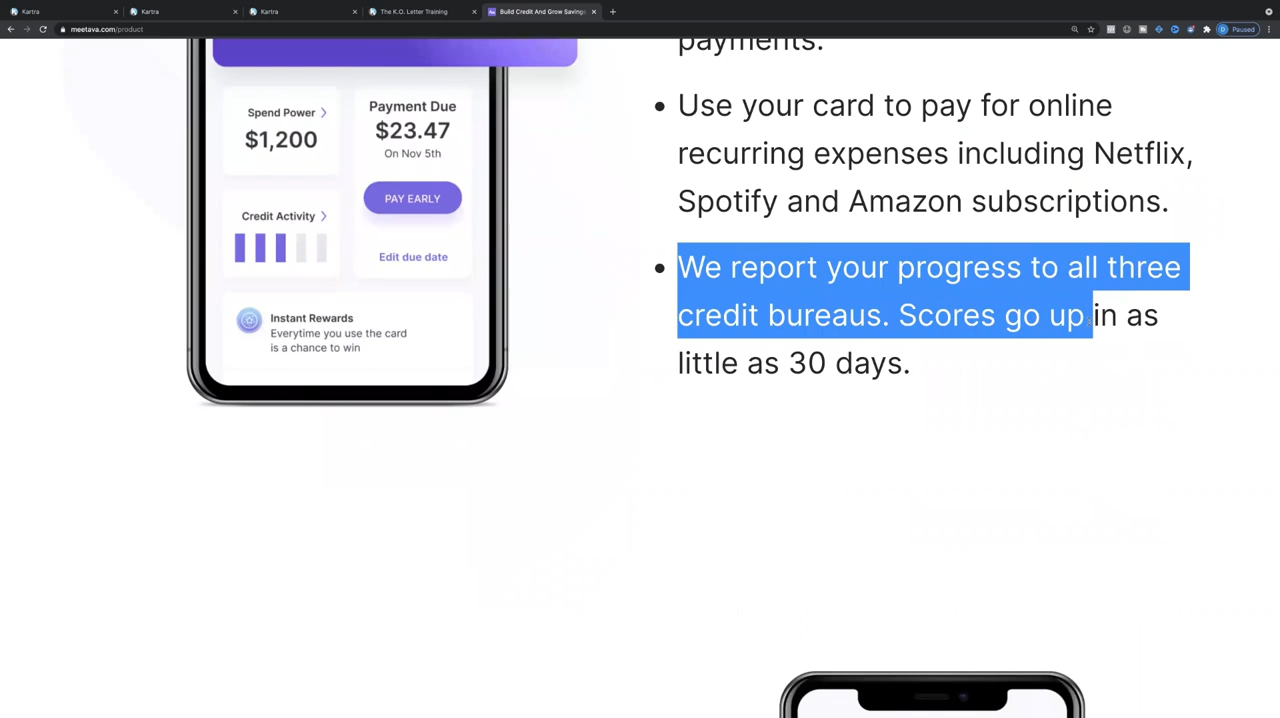 Kartra
Kartra
Kartra
The K.O. Letter Training
Build Credit And Grow Savings
meetava.com/product
Paused
Spend Power
$1,200
Payment Due
$23.47
On Nov 5th
PAY EARLY
Edit due date
Credit Activity
Instant Rewards
Everytime you use the card
is a chance to win
payments.
Use your card to pay for online
recurring expenses including Netflix,
Spotify and Amazon subscriptions.
We report your progress to all three
credit bureaus. Scores go up in as
little as 30 days.